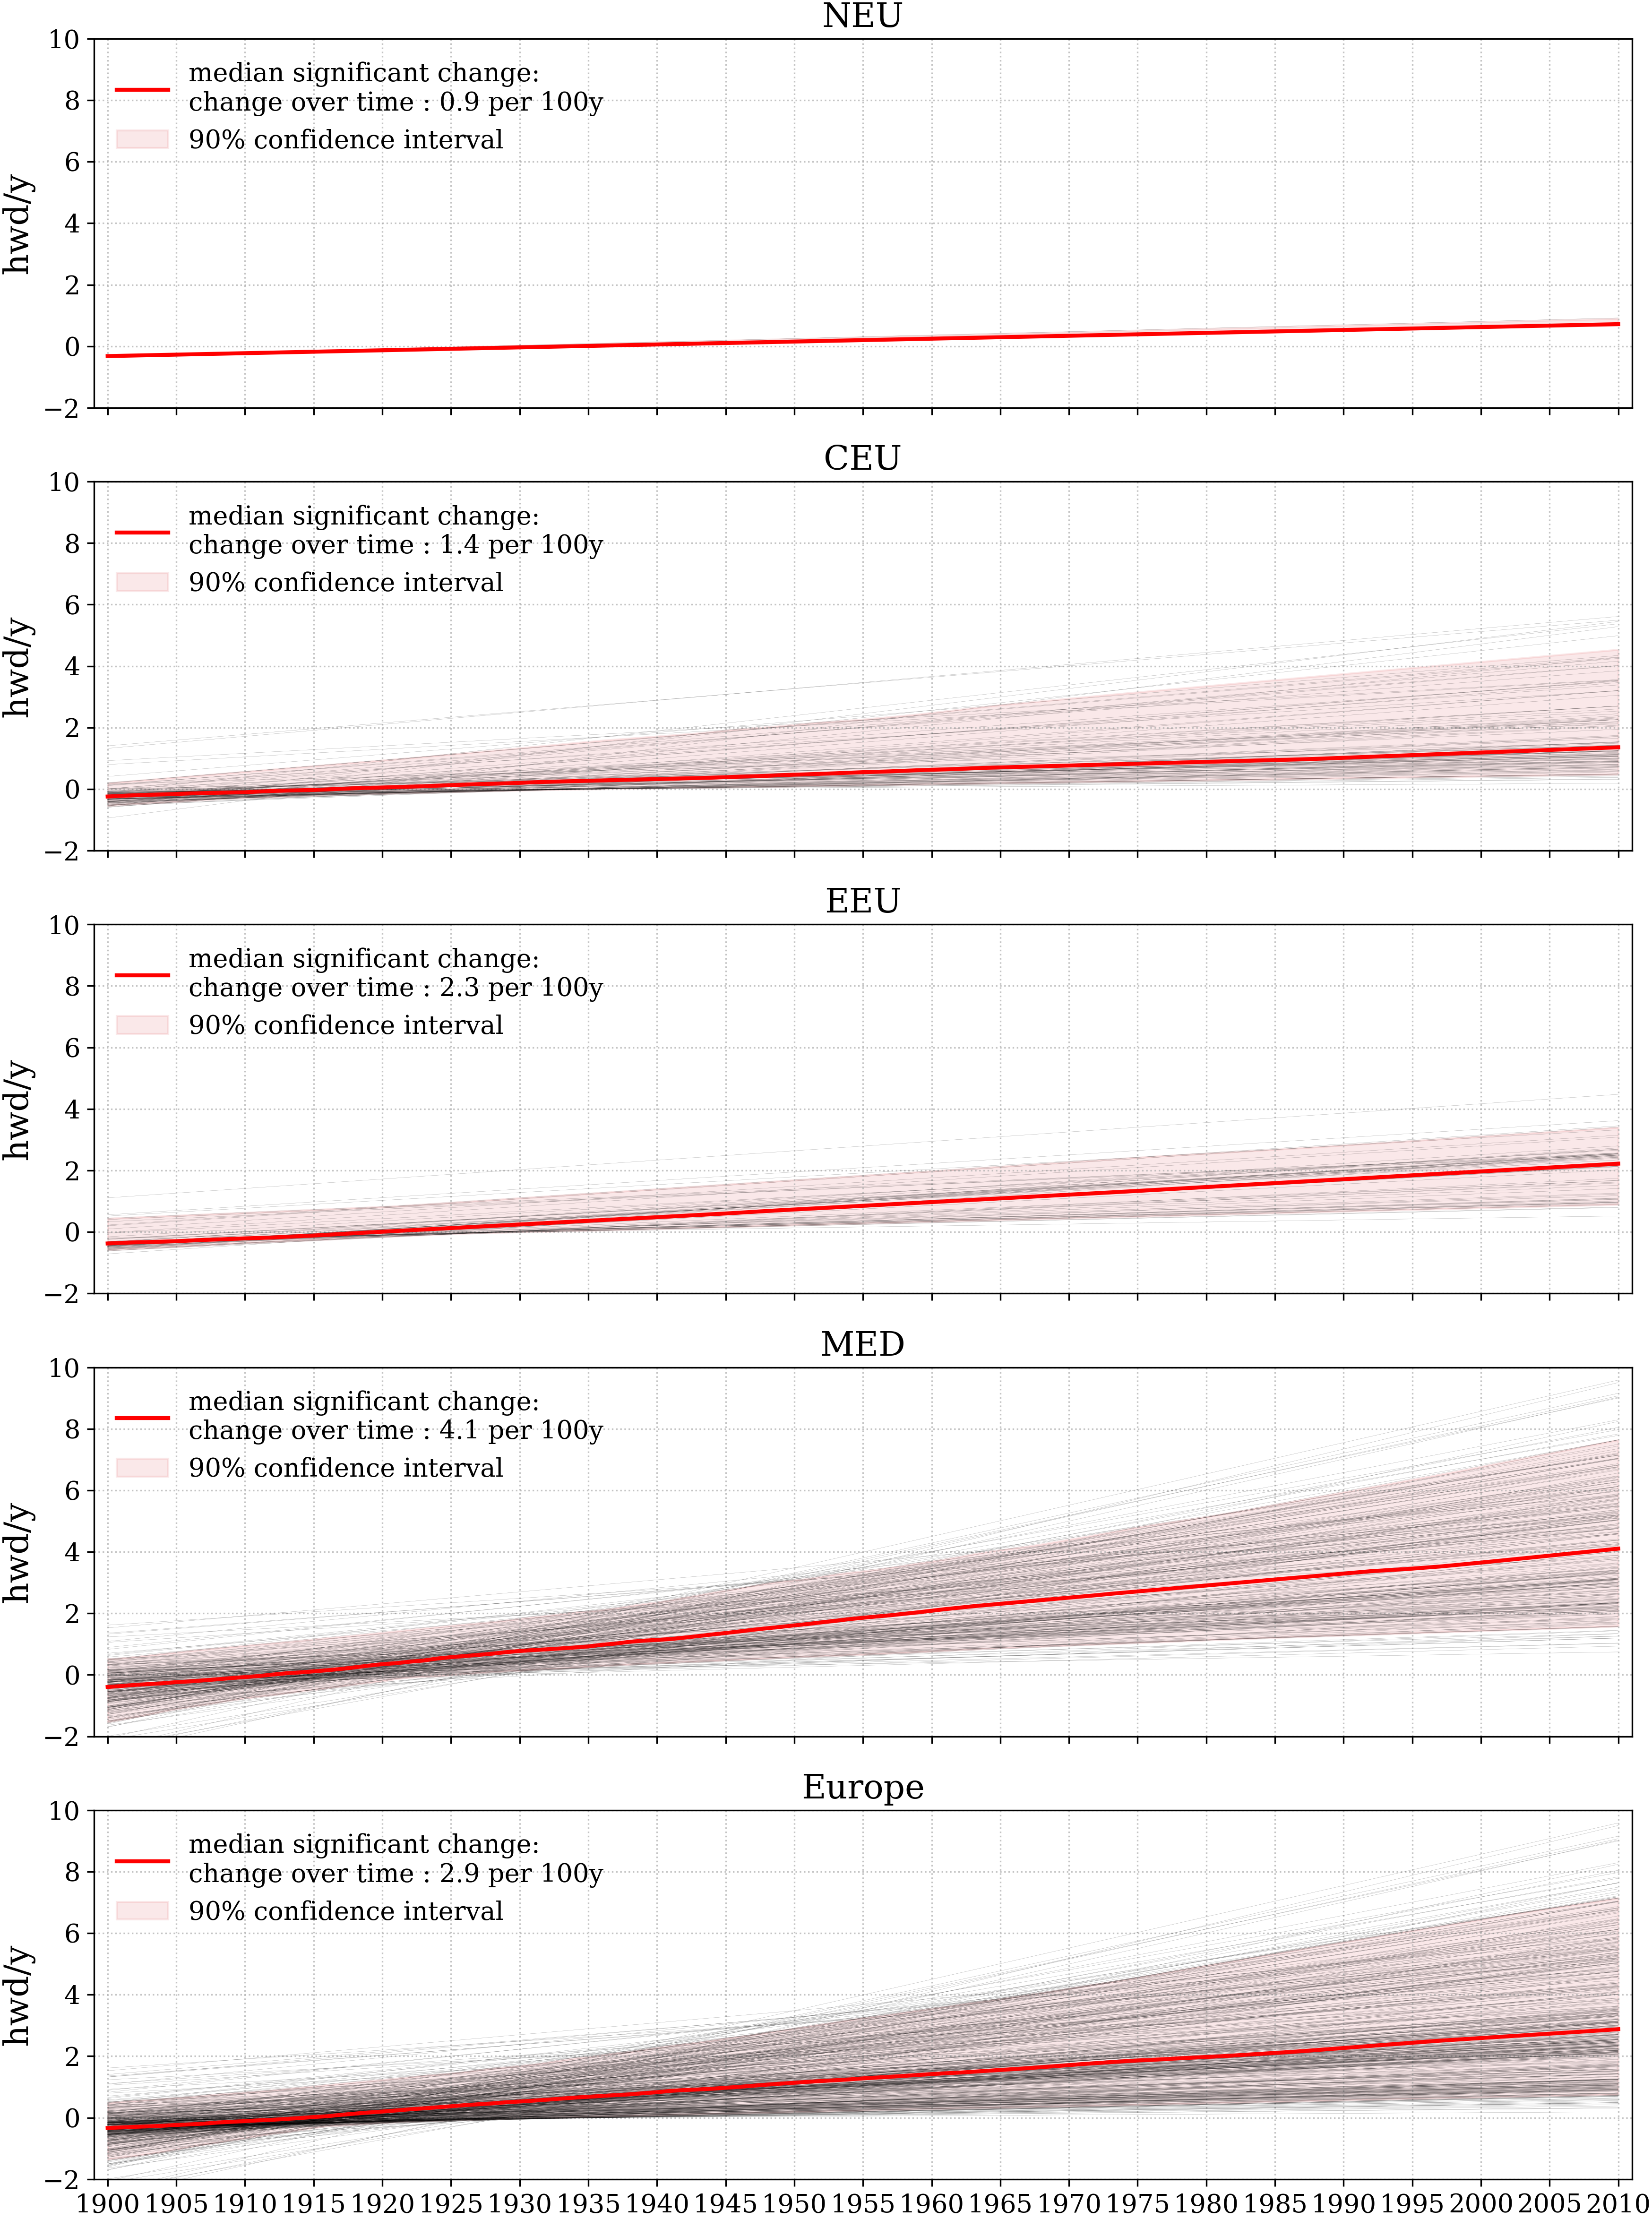 NEU
10
8
6
4
2
0
−2
hwd/y
median significant change:
change over time : 0.9 per 100y
90% confidence interval
CEU
10
8
6
4
2
0
−2
hwd/y
median significant change:
change over time : 1.4 per 100y
90% confidence interval
EEU
10
8
6
4
2
0
−2
hwd/y
median significant change:
change over time : 2.3 per 100y
90% confidence interval
MED
10
8
6
4
2
0
−2
hwd/y
median significant change:
change over time : 4.1 per 100y
90% confidence interval
Europe
10
8
6
4
2
0
−2
hwd/y
median significant change:
change over time : 2.9 per 100y
90% confidence interval
1900 1905 1910 1915 1920 1925 1930 1935 1940 1945 1950 1955 1960 1965 1970 1975 1980 1985 1990 1995 2000 2005 2010